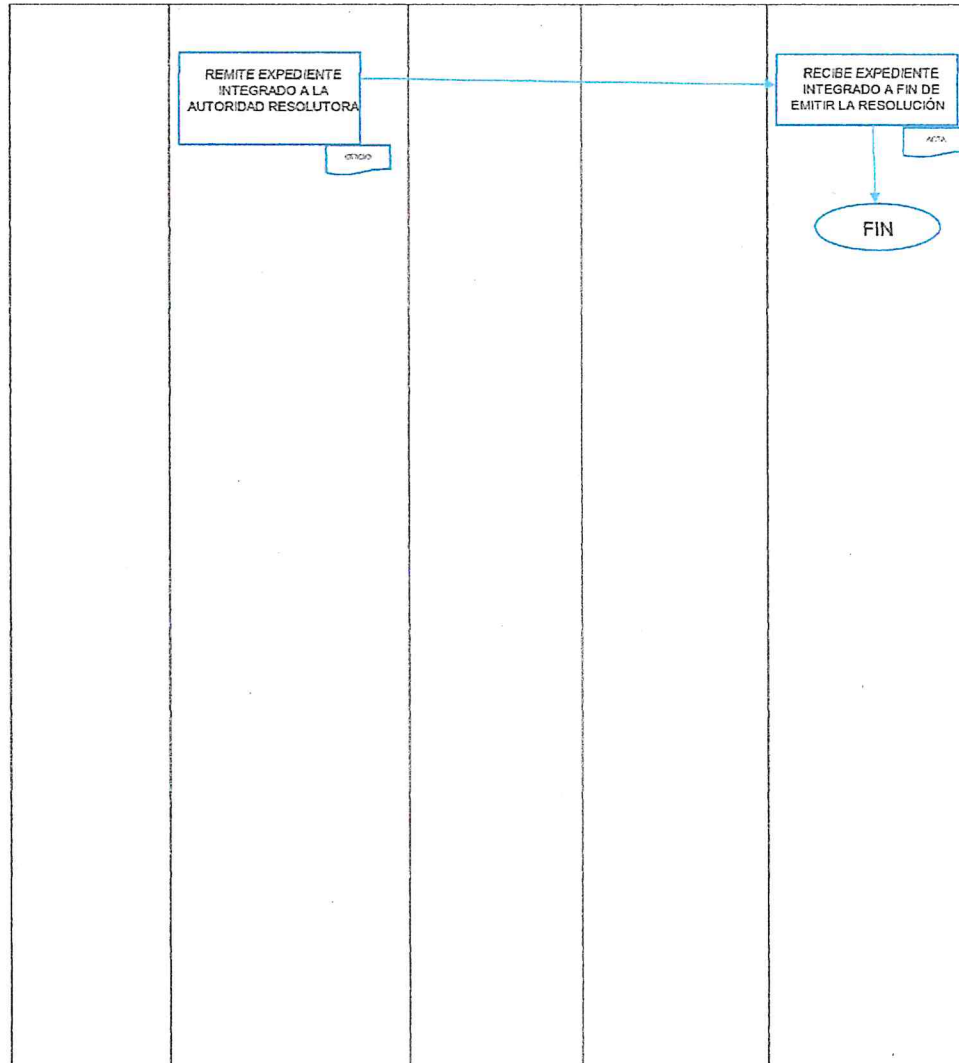 REMITE EXPEDIENTE
INTEGRADO A LA
AUTORIDAD RESOLUTORA
OFICIO
RECIBE EXPEDIENTE
INTEGRADO A FIN DE
EMITIR LA RESOLUCIÓN
ACTA
FIN